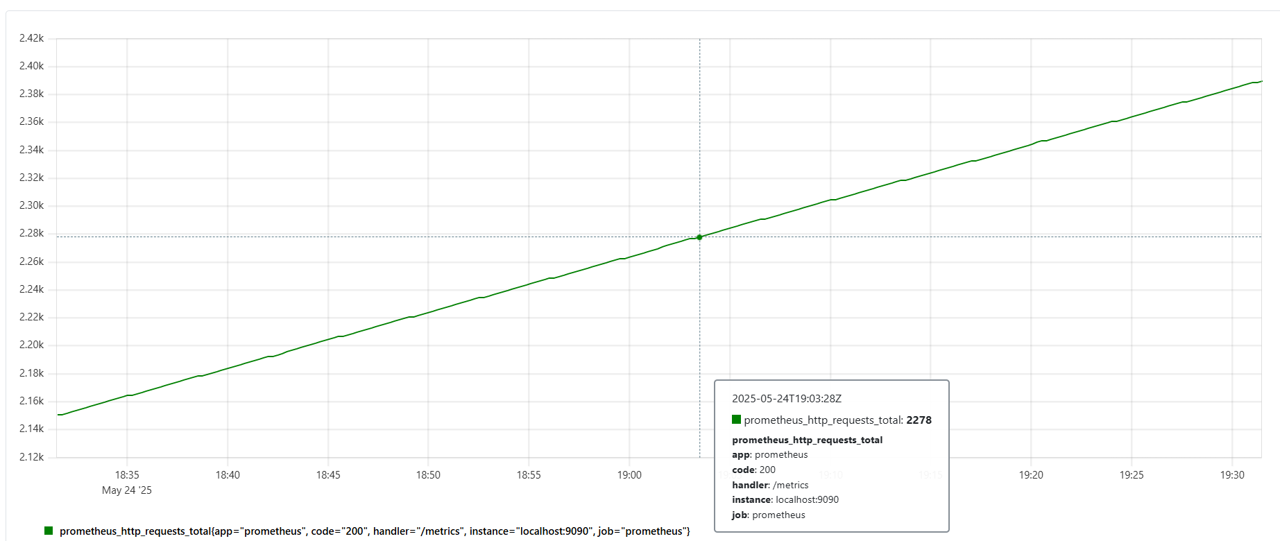 2.42k
2.40k
2.38k
2.36k
2.34k
2.32k
2.30k
2.28k
2.26k
2.24k
2.22k
2.20k
2.18k
2.16k
2.14k
2.12k
18:35 18:40 18:45 18:50 18:55 19:00 19:10 19:15 19:20 19:25 19:30
May 24 '25
2025-05-24T19:03:28Z
prometheus_http_requests_total: 2278
prometheus_http_requests_total
app: prometheus
code: 200
handler: /metrics
instance: localhost:9090
job: prometheus
prometheus_http_requests_total{app="prometheus", code="200", handler="/metrics", instance="localhost:9090", job="prometheus"}